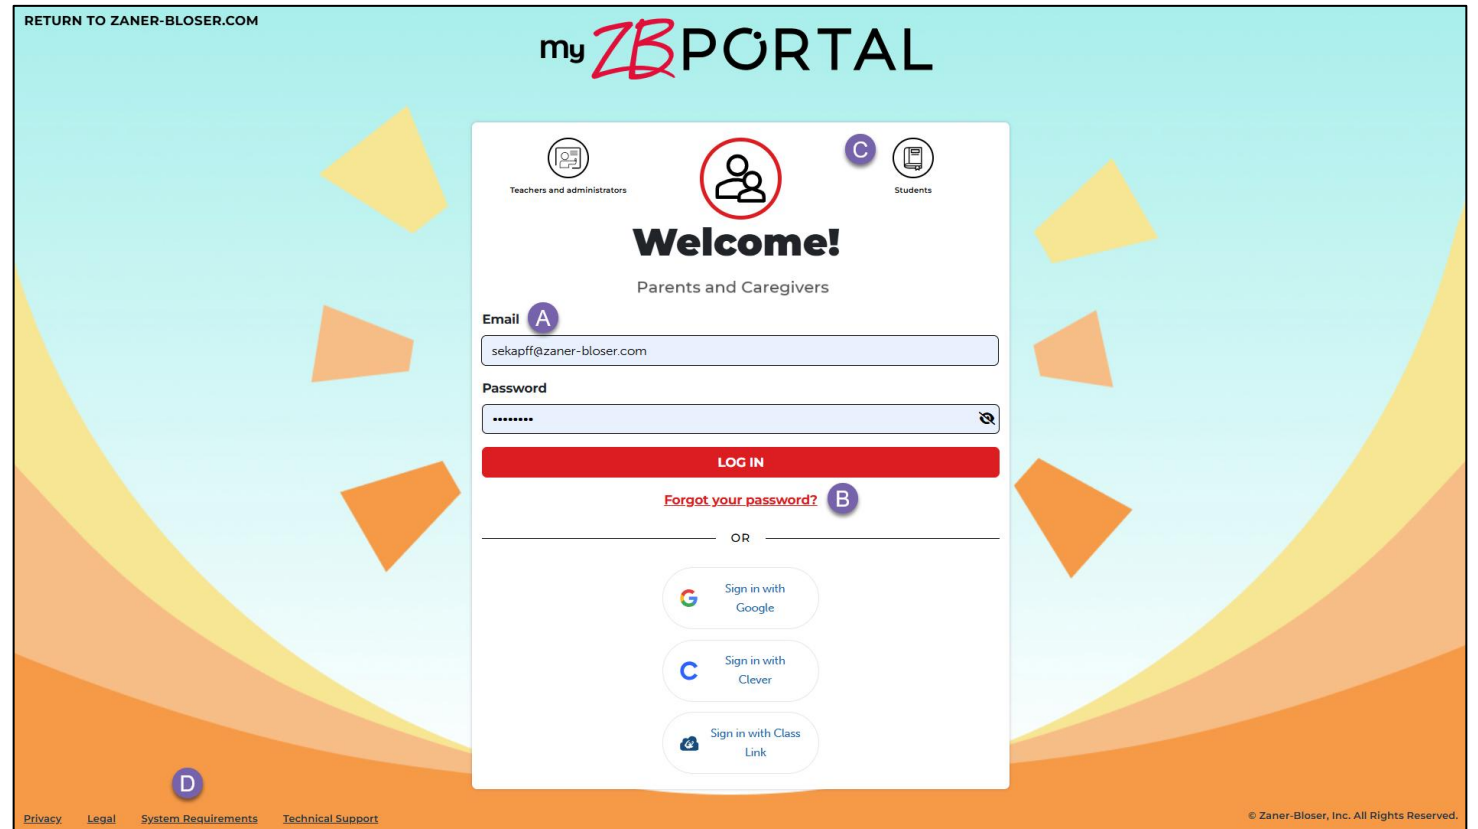 RETURN TO ZANER-BLOSER.COM
my ZB PORTAL
C
Teachers and administrators
Students
Welcome!
Parents and Caregivers
Email A
sekapff@zaner-bloser.com
Password
••••••••
LOG IN
Forgot your password? B
OR
G Sign in with
Google
C Sign in with
Clever
Sign in with Class
Link
D
Privacy Legal System Requirements Technical Support
© Zaner-Bloser, Inc. All Rights Reserved.